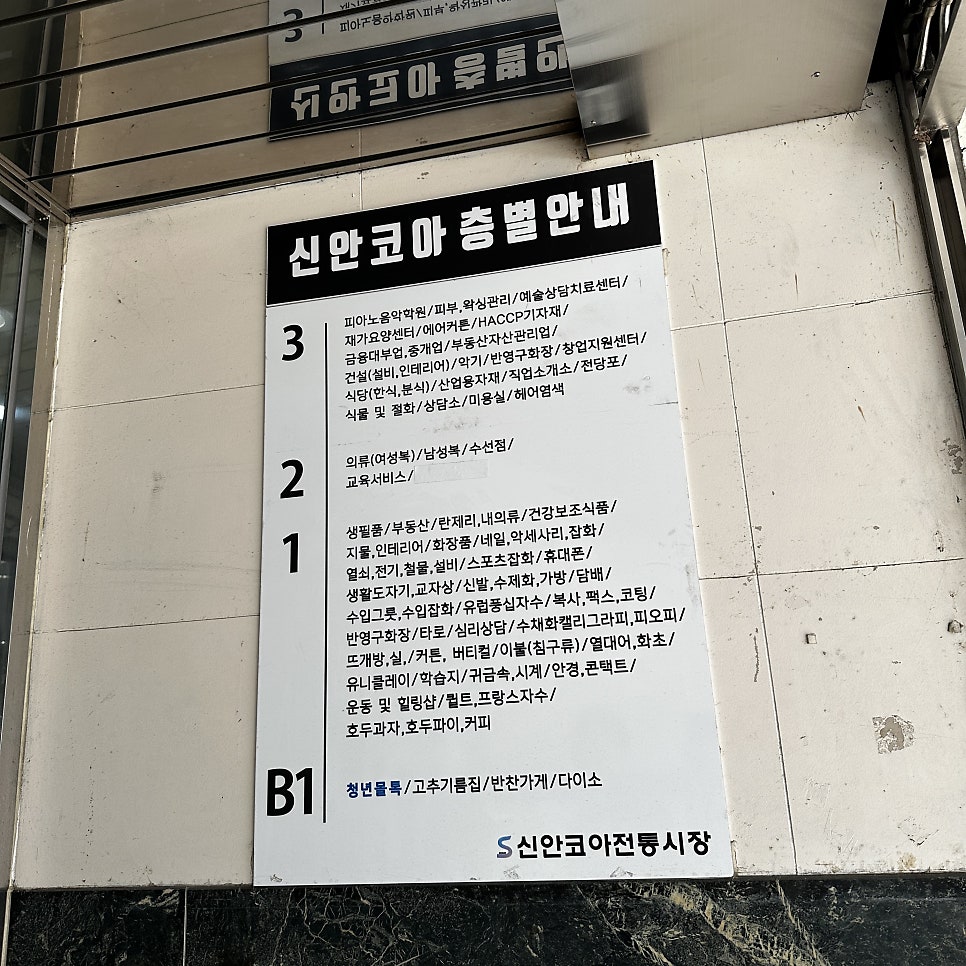 신안코아 층별안내
3
피아노음악학원/피부,왁싱관리/예술상담치료센터/
재가요양센터/에어커튼/HACCP기자재/
금융대부업,중개업/부동산자산관리업/
건설(설비,인테리어)/악기/반영구화장/창업지원센터/
식당(한식,분식)/산업용자재/직업소개소/전당포/
식물 및 절화/상담소/미용실/헤어염색
2
의류(여성복)/남성복/수선점/
교육서비스/
1
생필품/부동산/란제리,내의류/건강보조식품/
지물,인테리어/화장품/네일,악세사리,잡화/
열쇠,전기,철물,설비/스포츠잡화/휴대폰/
생활도자기,교자상/신발,수제화,가방/담배/
수입그릇,수입잡화/유럽풍십자수/복사,팩스,코팅/
반영구화장/타로/심리상담/수채화캘리그라피,피오피/
뜨개방,실,/커튼, 버티컬/이불(침구류)/열대어,화초/
유니클레이/학습지/귀금속,시계/안경,콘택트/
운동 및 힐링샵/퀼트,프랑스자수/
호두과자,호두파이,커피
B1
청년몰톡/고추기름집/반찬가게/다이소
신안코아전통시장